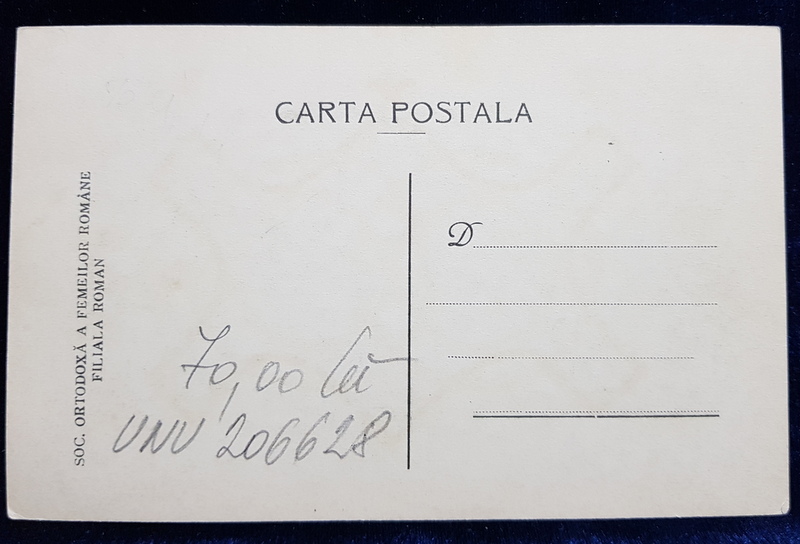 CARTA POSTALA
SOC. ORTODOXĂ A FEMEILOR ROMÂNE
FILIALA ROMAN
D
70,00 lei
UNU 206628